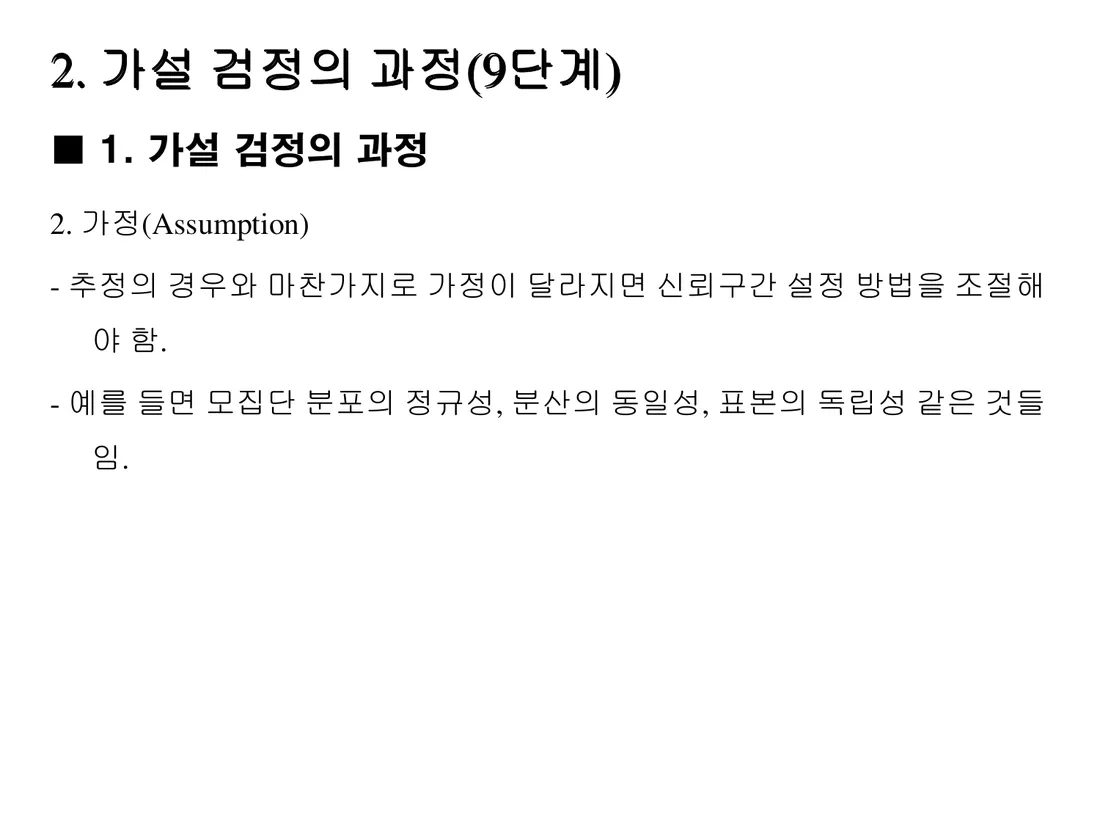 2. 가설 검정의 과정(9단계)
■ 1. 가설 검정의 과정
2. 가정(Assumption)
- 추정의 경우와 마찬가지로 가정이 달라지면 신뢰구간 설정 방법을 조절해
야 함.
- 예를 들면 모집단 분포의 정규성, 분산의 동일성, 표본의 독립성 같은 것들
임.